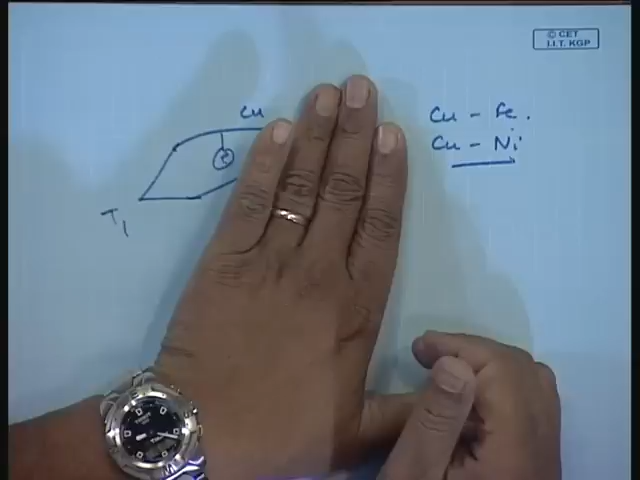 © CET
I.I.T. KGP
Cu
Cu - Fe.
Cu - Ni
T1